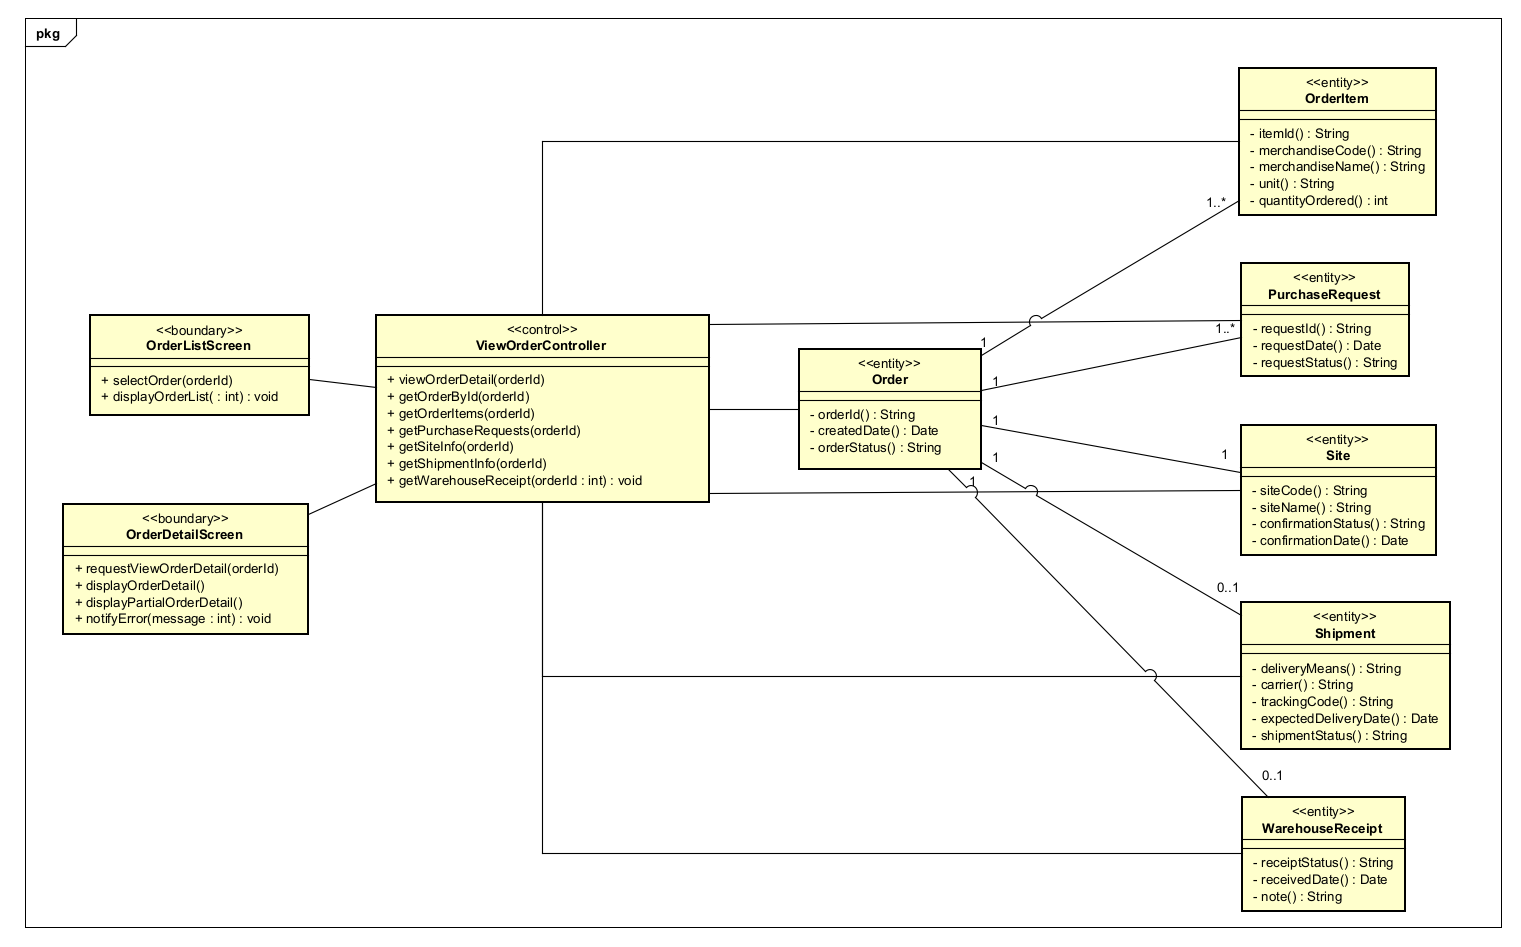 pkg
<<entity>>
OrderItem
- itemId() : String
- merchandiseCode() : String
- merchandiseName() : String
- unit() : String
- quantityOrdered() : int
1..*
<<entity>>
PurchaseRequest
- requestId() : String
- requestDate() : Date
- requestStatus() : String
1..*
<<boundary>>
OrderListScreen
+ selectOrder(orderId)
+ displayOrderList( : int) : void
<<control>>
ViewOrderController
+ viewOrderDetail(orderId)
+ getOrderById(orderId)
+ getOrderItems(orderId)
+ getPurchaseRequests(orderId)
+ getSiteInfo(orderId)
+ getShipmentInfo(orderId)
+ getWarehouseReceipt(orderId : int) : void
<<entity>>
Order
- orderId() : String
- createdDate() : Date
- orderStatus() : String
1
1
1
1
1
1
<<entity>>
Site
- siteCode() : String
- siteName() : String
- confirmationStatus() : String
- confirmationDate() : Date
<<boundary>>
OrderDetailScreen
+ requestViewOrderDetail(orderId)
+ displayOrderDetail()
+ displayPartialOrderDetail()
+ notifyError(message : int) : void
0..1
<<entity>>
Shipment
- deliveryMeans() : String
- carrier() : String
- trackingCode() : String
- expectedDeliveryDate() : Date
- shipmentStatus() : String
0..1
<<entity>>
WarehouseReceipt
- receiptStatus() : String
- receivedDate() : Date
- note() : String